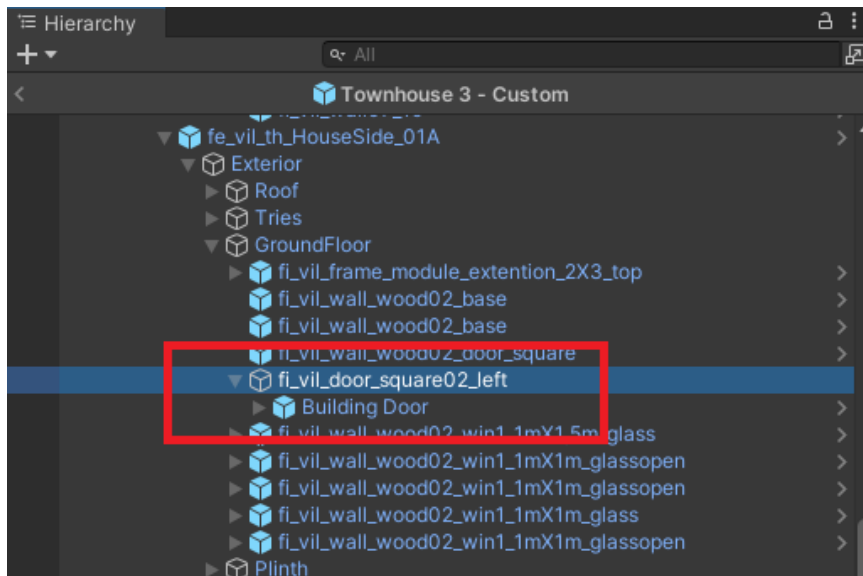 Hierarchy
All
Townhouse 3 - Custom
fe_vil_th_HouseSide_01A
Exterior
Roof
Tries
GroundFloor
fi_vil_frame_module_extention_2X3_top
fi_vil_wall_wood02_base
fi_vil_wall_wood02_base
fi_vil_wall_wood02_door_square
fi_vil_door_square02_left
Building Door
fi_vil_wall_wood02_win1_1mX1.5m_glass
fi_vil_wall_wood02_win1_1mX1m_glassopen
fi_vil_wall_wood02_win1_1mX1m_glassopen
fi_vil_wall_wood02_win1_1mX1m_glass
fi_vil_wall_wood02_win1_1mX1m_glassopen
Plinth